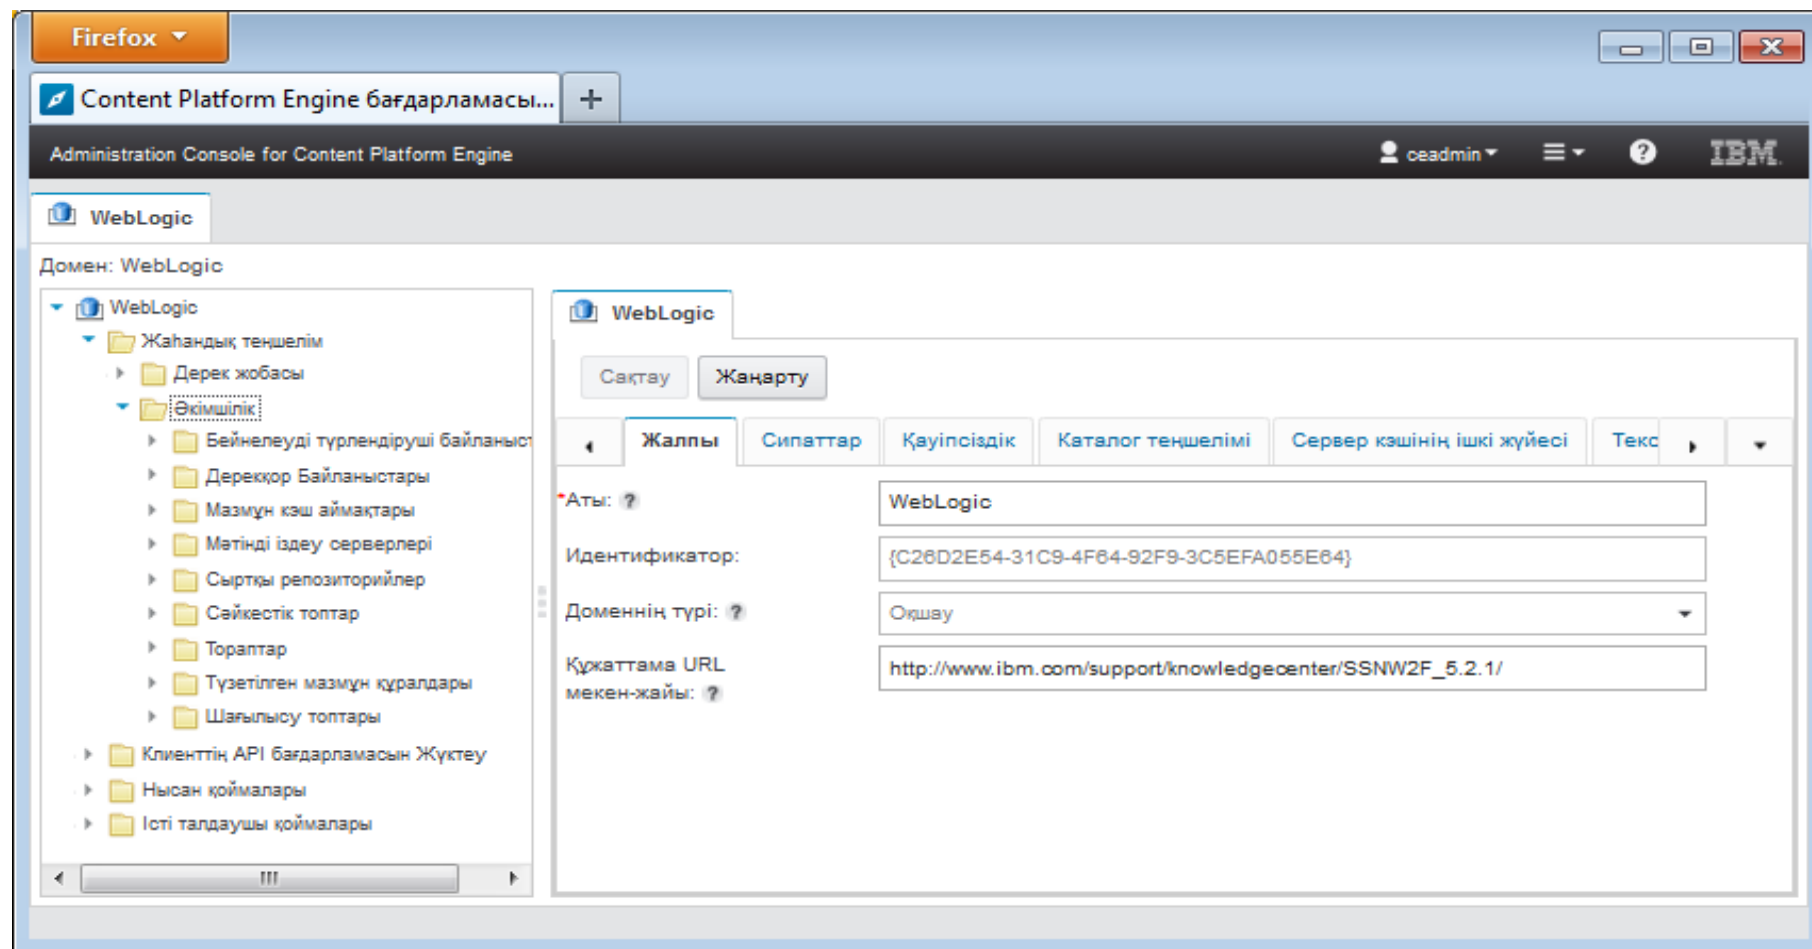 Firefox
Content Platform Engine бағдарламасы...
Administration Console for Content Platform Engine
ceadmin
IBM.
WebLogic
Домен: WebLogic
WebLogic
Жаһандық теңшелім
Дерек жобасы
Әкімшілік
Бейнелеуді түрлендіруші байланыст
Дерекқор Байланыстары
Мазмұн кэш аймақтары
Мәтінді іздеу серверлері
Сыртқы репозиторийлер
Сәйкестік топтар
Тораптар
Түзетілген мазмұн құралдары
Шағылысу топтары
Клиенттің API бағдарламасын Жүктеу
Нысан қоймалары
Істі талдаушы қоймалары
WebLogic
Сақтау Жаңарту
Жалпы Сипаттар Қауіпсіздік Каталог теңшелімі Сервер кэшінің ішкі жүйесі Текс
*Аты: ? WebLogic
Идентификатор: {C26D2E54-31C9-4F64-92F9-3C5EFA055E64}
Доменнің түрі: ? Оқшау
Құжаттама URL
мекен-жайы: ? http://www.ibm.com/support/knowledgecenter/SSNW2F_5.2.1/